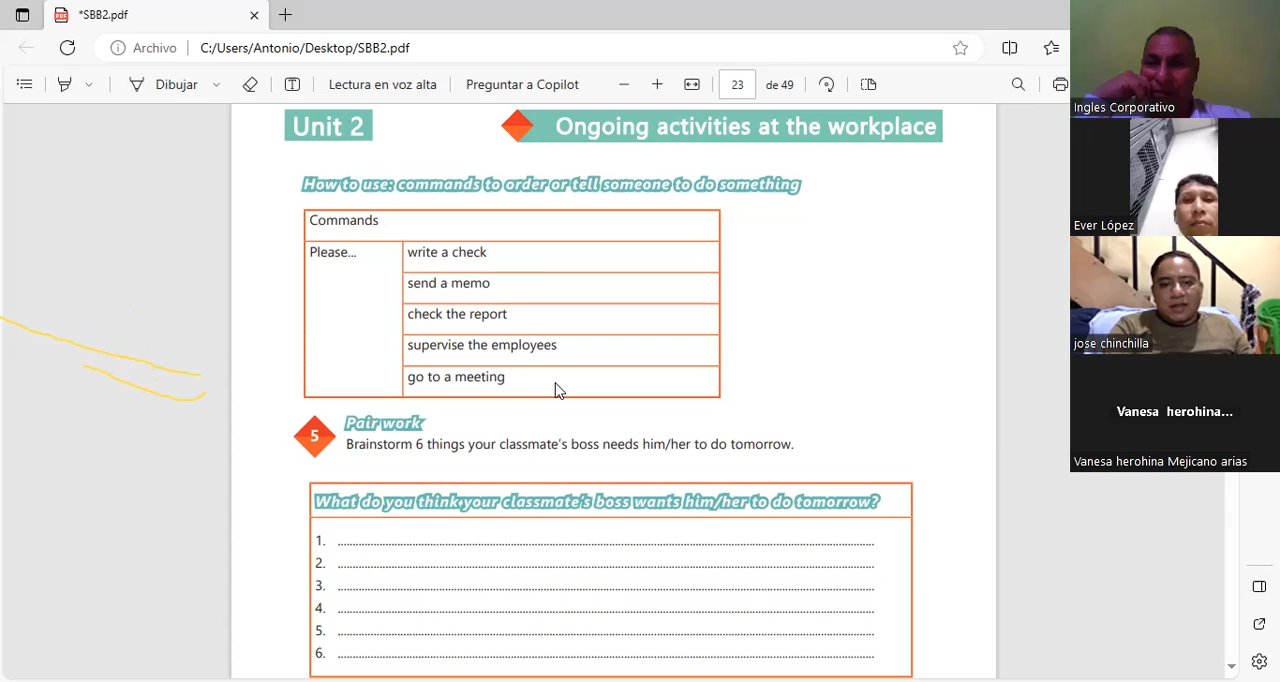 *SBB2.pdf
Archivo
C:/Users/Antonio/Desktop/SBB2.pdf
Dibujar
Lectura en voz alta
Preguntar a Copilot
23
de 49
Unit 2
Ongoing activities at the workplace
How to use: commands to order or tell someone to do something
Commands
Please...
write a check
send a memo
check the report
supervise the employees
go to a meeting
5
Pair work
Brainstorm 6 things your classmate's boss needs him/her to do tomorrow.
What do you think your classmate's boss wants him/her to do tomorrow?
1.
2.
3.
4.
5.
6.
Ingles Corporativo
Ever López
jose chinchilla
Vanesa herohina...
Vanesa herohina Mejicano arias